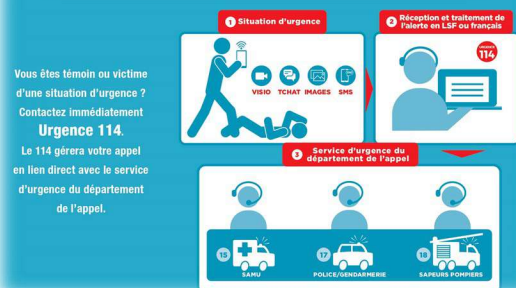 Vous êtes témoin ou victime
d'une situation d'urgence ?
Contactez immédiatement
Urgence 114.
Le 114 gérera votre appel
en lien direct avec le service
d'urgence du département
de l'appel.
1 Situation d'urgence
VISIO TCHAT IMAGES SMS
2 Réception et traitement de
l'alerte en LSF ou français
URGENCE
114
3 Service d'urgence du
département de l'appel
15 SAMU
17 POLICE/GENDARMERIE
18 SAPEURS POMPIERS